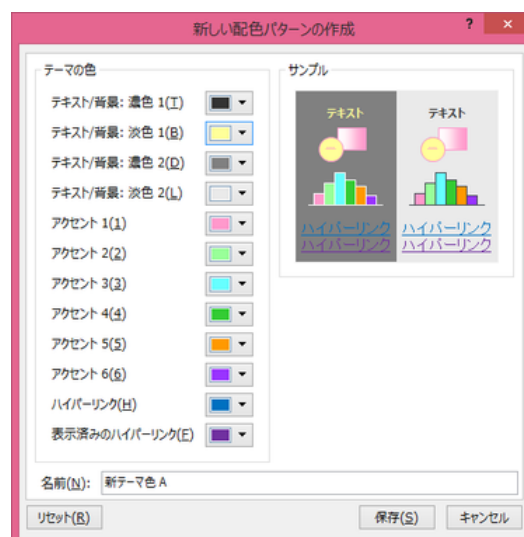 新しい配色パターンの作成
?
×
テーマの色
テキスト/背景: 濃色 1(T)
テキスト/背景: 淡色 1(B)
テキスト/背景: 濃色 2(D)
テキスト/背景: 淡色 2(L)
アクセント 1(1)
アクセント 2(2)
アクセント 3(3)
アクセント 4(4)
アクセント 5(5)
アクセント 6(6)
ハイパーリンク(H)
表示済みのハイパーリンク(F)
サンプル
テキスト テキスト
ハイパーリンク ハイパーリンク
ハイパーリンク ハイパーリンク
名前(N): 新テーマ色 A
リセット(R) 保存(S) キャンセル